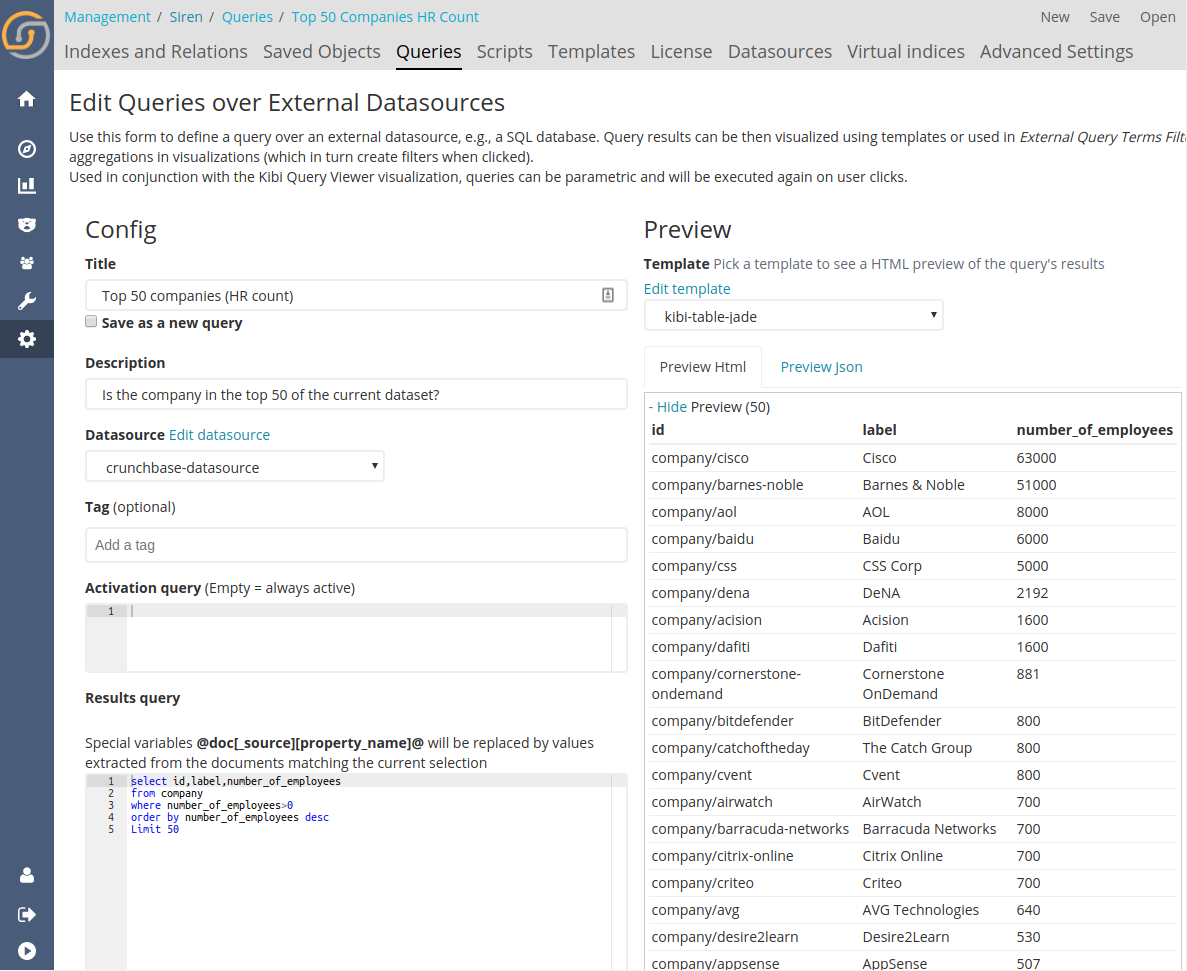 Management / Siren / Queries / Top 50 Companies HR Count
New Save Open
Indexes and Relations Saved Objects Queries Scripts Templates License Datasources Virtual indices Advanced Settings
Edit Queries over External Datasources
Use this form to define a query over an external datasource, e.g., a SQL database. Query results can be then visualized using templates or used in External Query Terms Filte
aggregations in visualizations (which in turn create filters when clicked).
Used in conjunction with the Kibi Query Viewer visualization, queries can be parametric and will be executed again on user clicks.
Config
Title
Top 50 companies (HR count)
Save as a new query
Description
Is the company in the top 50 of the current dataset?
Datasource Edit datasource
crunchbase-datasource
Tag (optional)
Add a tag
Activation query (Empty = always active)
1
Results query
Special variables @doc[_source][property_name]@ will be replaced by values
extracted from the documents matching the current selection
1 select id,label,number_of_employees
2 from company
3 where number_of_employees>0
4 order by number_of_employees desc
5 Limit 50
Preview
Template Pick a template to see a HTML preview of the query's results
Edit template
kibi-table-jade
Preview Html Preview Json
- Hide Preview (50)
id label number_of_employees
company/cisco Cisco 63000
company/barnes-noble Barnes & Noble 51000
company/aol AOL 8000
company/baidu Baidu 6000
company/css CSS Corp 5000
company/dena DeNA 2192
company/acision Acision 1600
company/dafiti Dafiti 1600
company/cornerstone- Cornerstone 881
ondemand OnDemand
company/bitdefender BitDefender 800
company/catchoftheday The Catch Group 800
company/cvent Cvent 800
company/airwatch AirWatch 700
company/barracuda-networks Barracuda Networks 700
company/citrix-online Citrix Online 700
company/criteo Criteo 700
company/avg AVG Technologies 640
company/desire2learn Desire2Learn 530
company/appsense AppSense 507